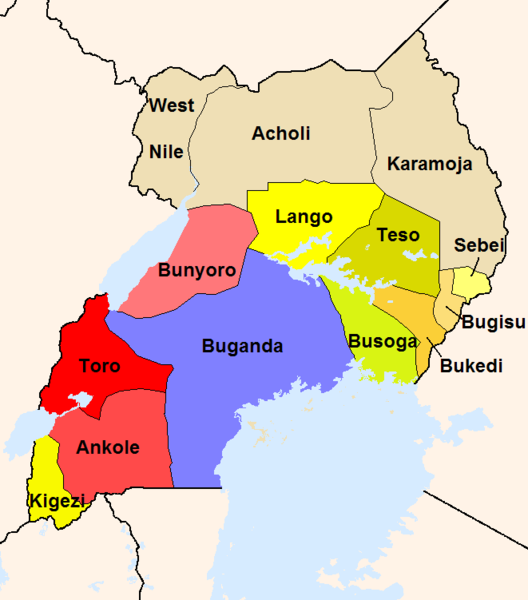 West
Nile
Acholi
Karamoja
Lango
Teso
Sebei
Bunyoro
Bugisu
Buganda
Busoga
Bukedi
Toro
Ankole
Kigezi